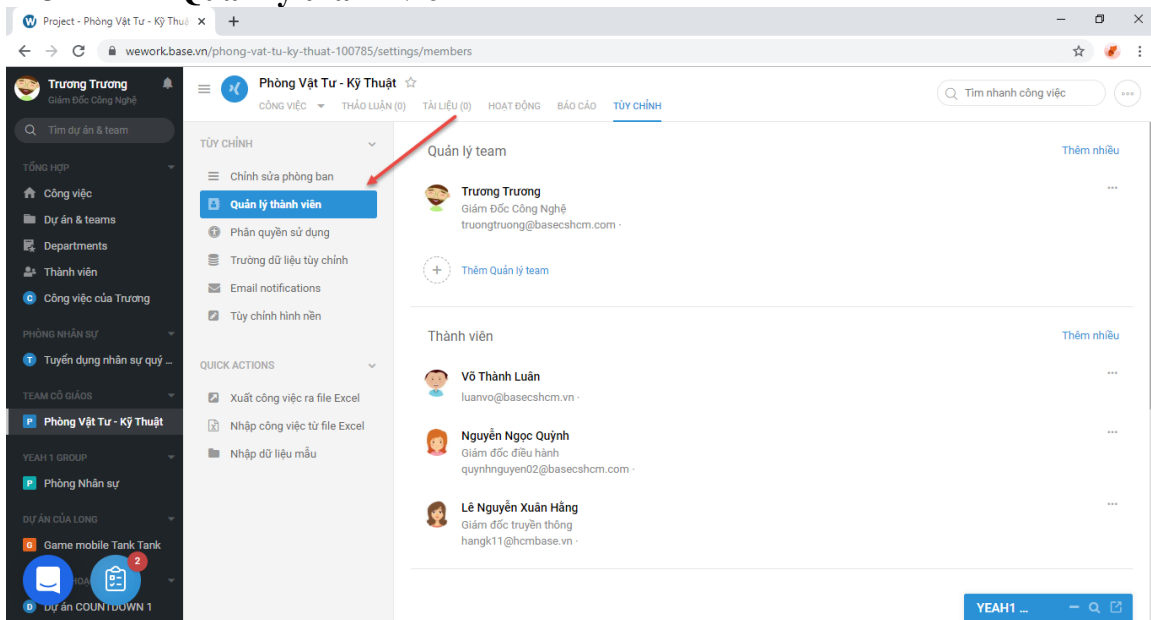 Project - Phòng Vật Tư - Kỹ Thuậ
wework.base.vn/phong-vat-tu-ky-thuat-100785/settings/members
Trương Trương
Giám Đốc Công Nghệ
Tìm dự án & team
TỔNG HỢP
Công việc
Dự án & teams
Departments
Thành viên
Công việc của Trương
PHÒNG NHÂN SỰ
Tuyển dụng nhân sự quý ...
TEAM CÔ GIÁOS
Phòng Vật Tư - Kỹ Thuật
YEAH 1 GROUP
Phòng Nhân sự
DỰ ÁN CỦA LONG
Game mobile Tank Tank
2
Dự án COUNTDOWN 1
Phòng Vật Tư - Kỹ Thuật
CÔNG VIỆC THẢO LUẬN (0) TÀI LIỆU (0) HOẠT ĐỘNG BÁO CÁO TÙY CHỈNH
Tìm nhanh công việc
TÙY CHỈNH
Chỉnh sửa phòng ban
Quản lý thành viên
Phân quyền sử dụng
Trường dữ liệu tùy chỉnh
Email notifications
Tùy chỉnh hình nền
QUICK ACTIONS
Xuất công việc ra file Excel
Nhập công việc từ file Excel
Nhập dữ liệu mẫu
Quản lý team
Thêm nhiều
Trương Trương
Giám Đốc Công Nghệ
truongtruong@basecshcm.com ·
Thêm Quản lý team
Thành viên
Thêm nhiều
Võ Thành Luân
luanvo@basecshcm.vn ·
Nguyễn Ngọc Quỳnh
Giám đốc điều hành
quynhnguyen02@basecshcm.com ·
Lê Nguyễn Xuân Hằng
Giám đốc truyền thông
hangk11@hcmbase.vn ·
YEAH1 ...